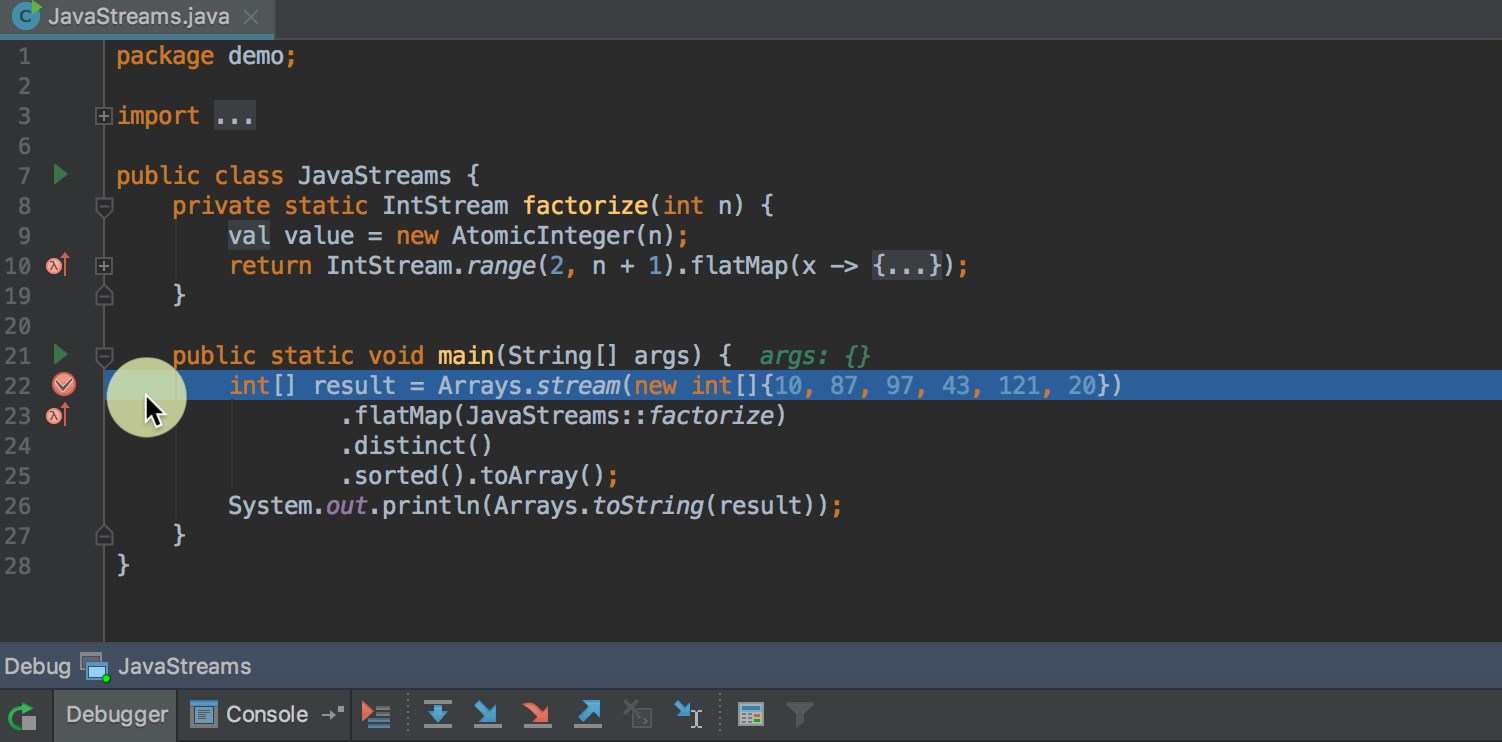 C JavaStreams.java
1 package demo;
2
3 import ...
6
7 public class JavaStreams {
8 private static IntStream factorize(int n) {
9 val value = new AtomicInteger(n);
10 return IntStream.range(2, n + 1).flatMap(x -> {...});
19 }
20
21 public static void main(String[] args) { args: {}
22 int[] result = Arrays.stream(new int[]{10, 87, 97, 43, 121, 20})
23 .flatMap(JavaStreams::factorize)
24 .distinct()
25 .sorted().toArray();
26 System.out.println(Arrays.toString(result));
27 }
28 }
Debug JavaStreams
Debugger Console